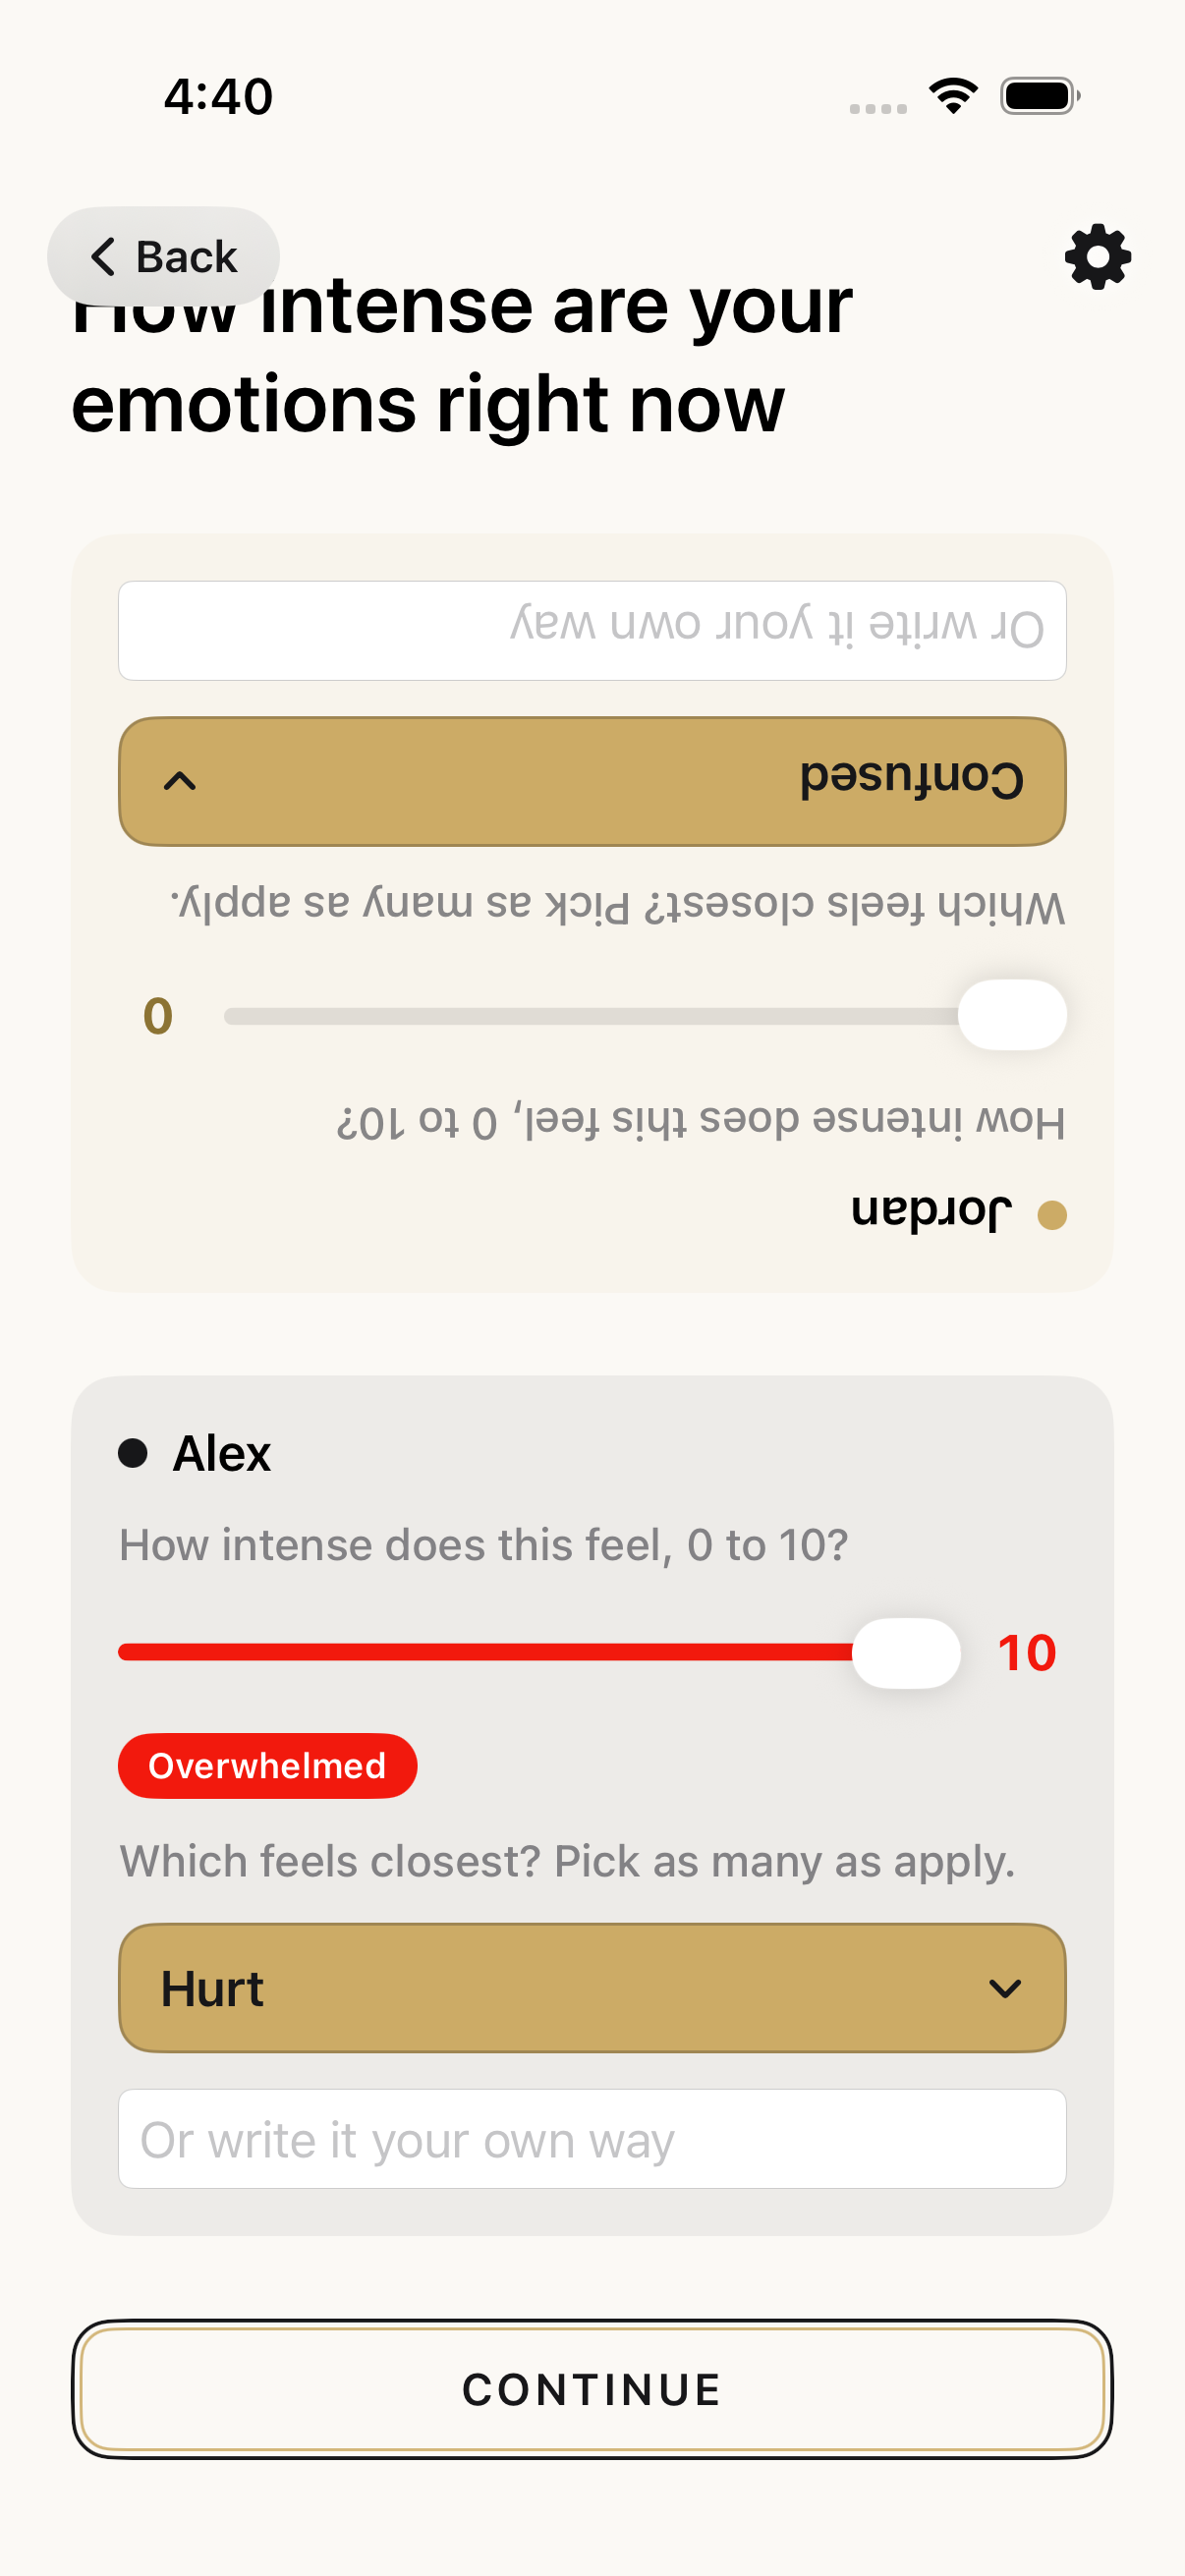 4:40
Back
How intense are your
emotions right now
Or write it your own way
Confused
Which feels closest? Pick as many as apply.
0
How intense does this feel, 0 to 10?
Jordan
Alex
How intense does this feel, 0 to 10?
10
Overwhelmed
Which feels closest? Pick as many as apply.
Hurt
Or write it your own way
CONTINUE